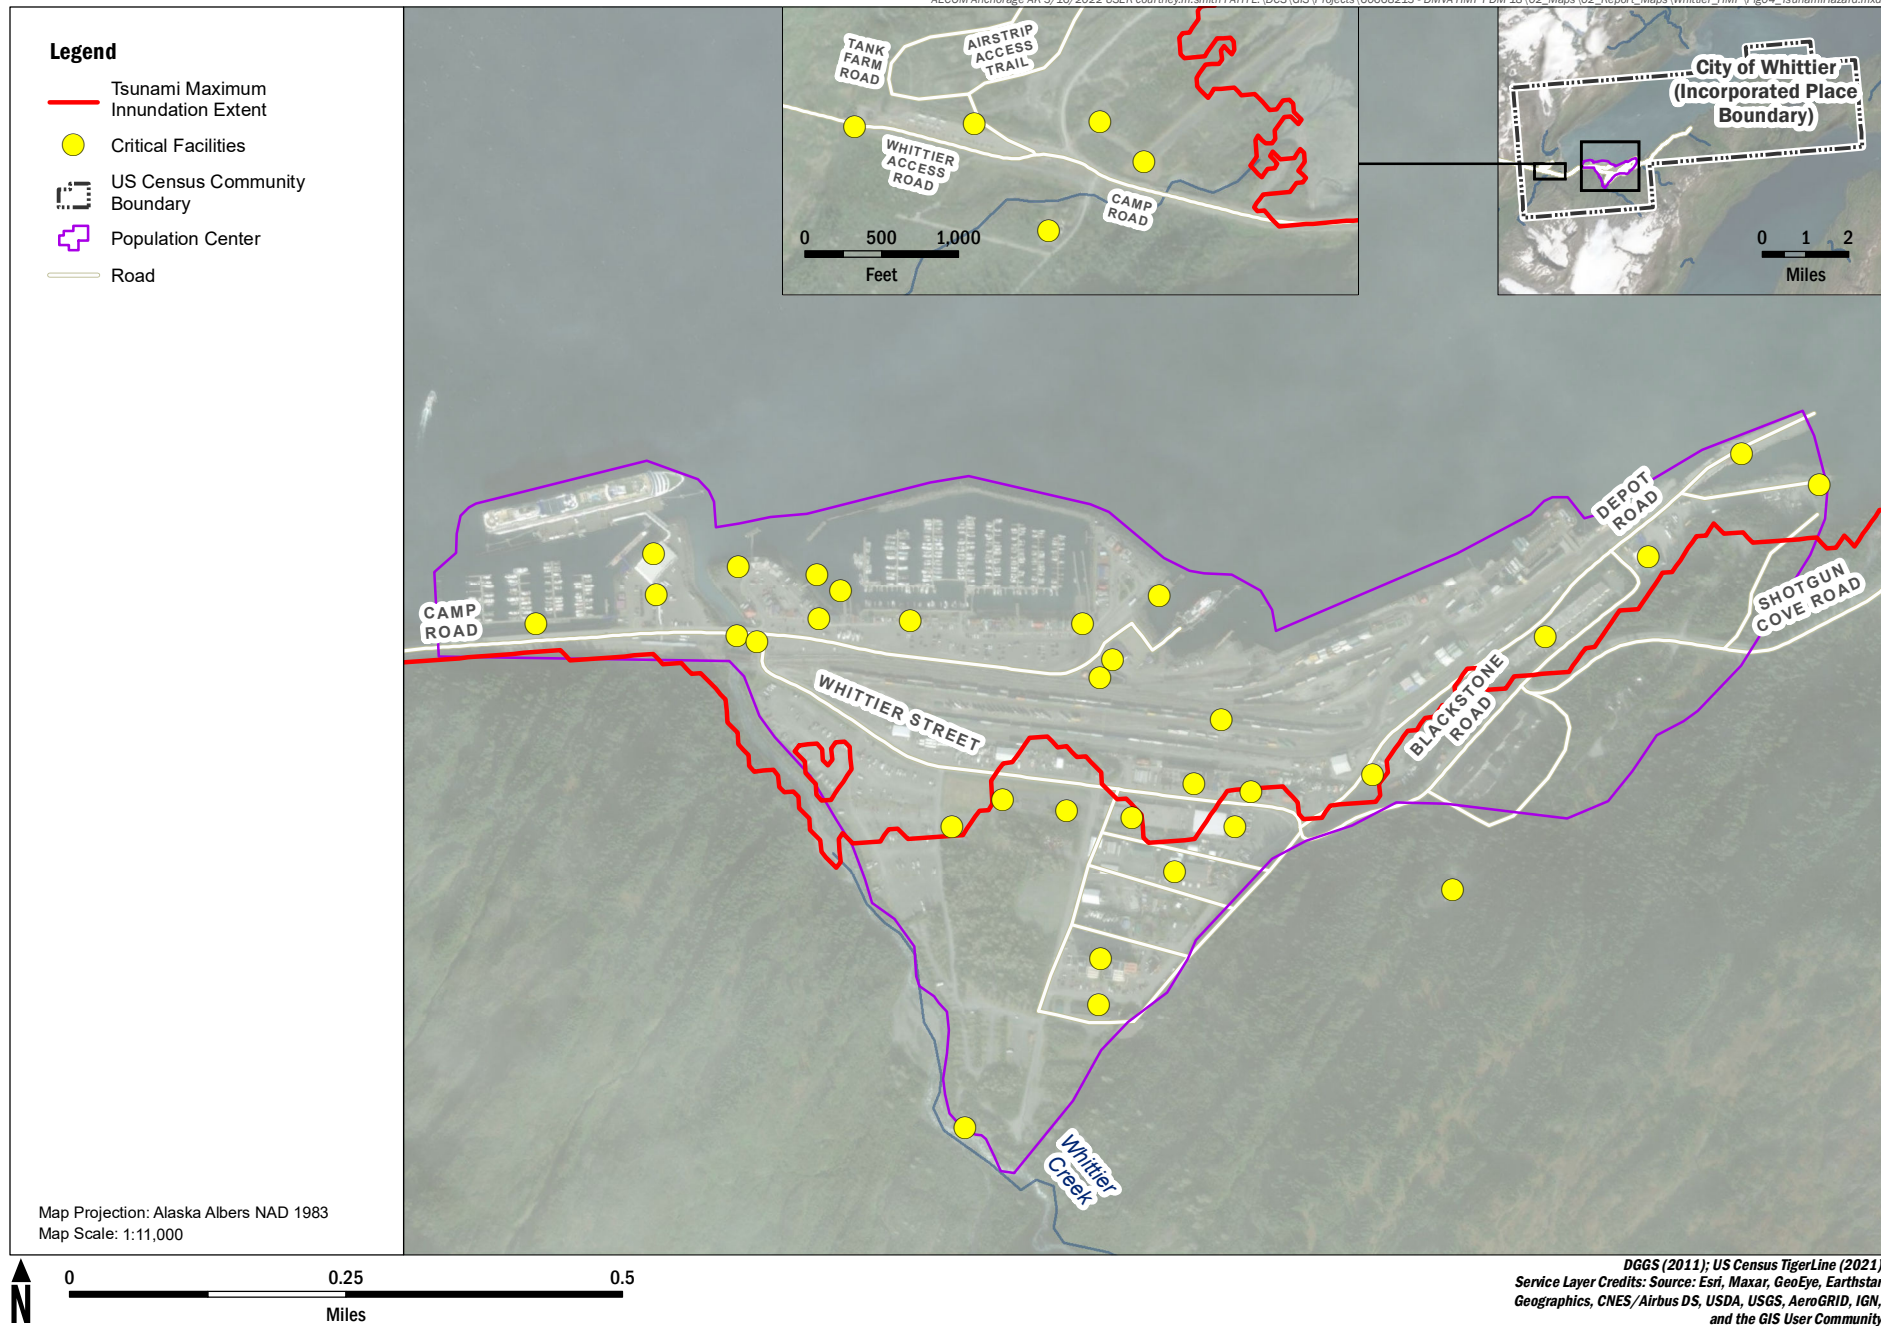 Legend
Tsunami Maximum
Innundation Extent
Critical Facilities
US Census Community
Boundary
Population Center
Road
TANK
FARM
ROAD
AIRSTRIP
ACCESS
TRAIL
WHITTIER
ACCESS
ROAD
CAMP
ROAD
0 500 1,000
Feet
City of Whittier
(Incorporated Place
Boundary)
0 1 2
Miles
CAMP
ROAD
WHITTIER STREET
DEPOT
ROAD
SHOTGUN
COVE ROAD
BLACKSTONE
ROAD
Whittier
Creek
Map Projection: Alaska Albers NAD 1983
Map Scale: 1:11,000
N
0 0.25 0.5
Miles
DGGS (2011); US Census TigerLine (2021)
Service Layer Credits: Source: Esri, Maxar, GeoEye, Earthstar
Geographics, CNES/Airbus DS, USDA, USGS, AeroGRID, IGN,
and the GIS User Community